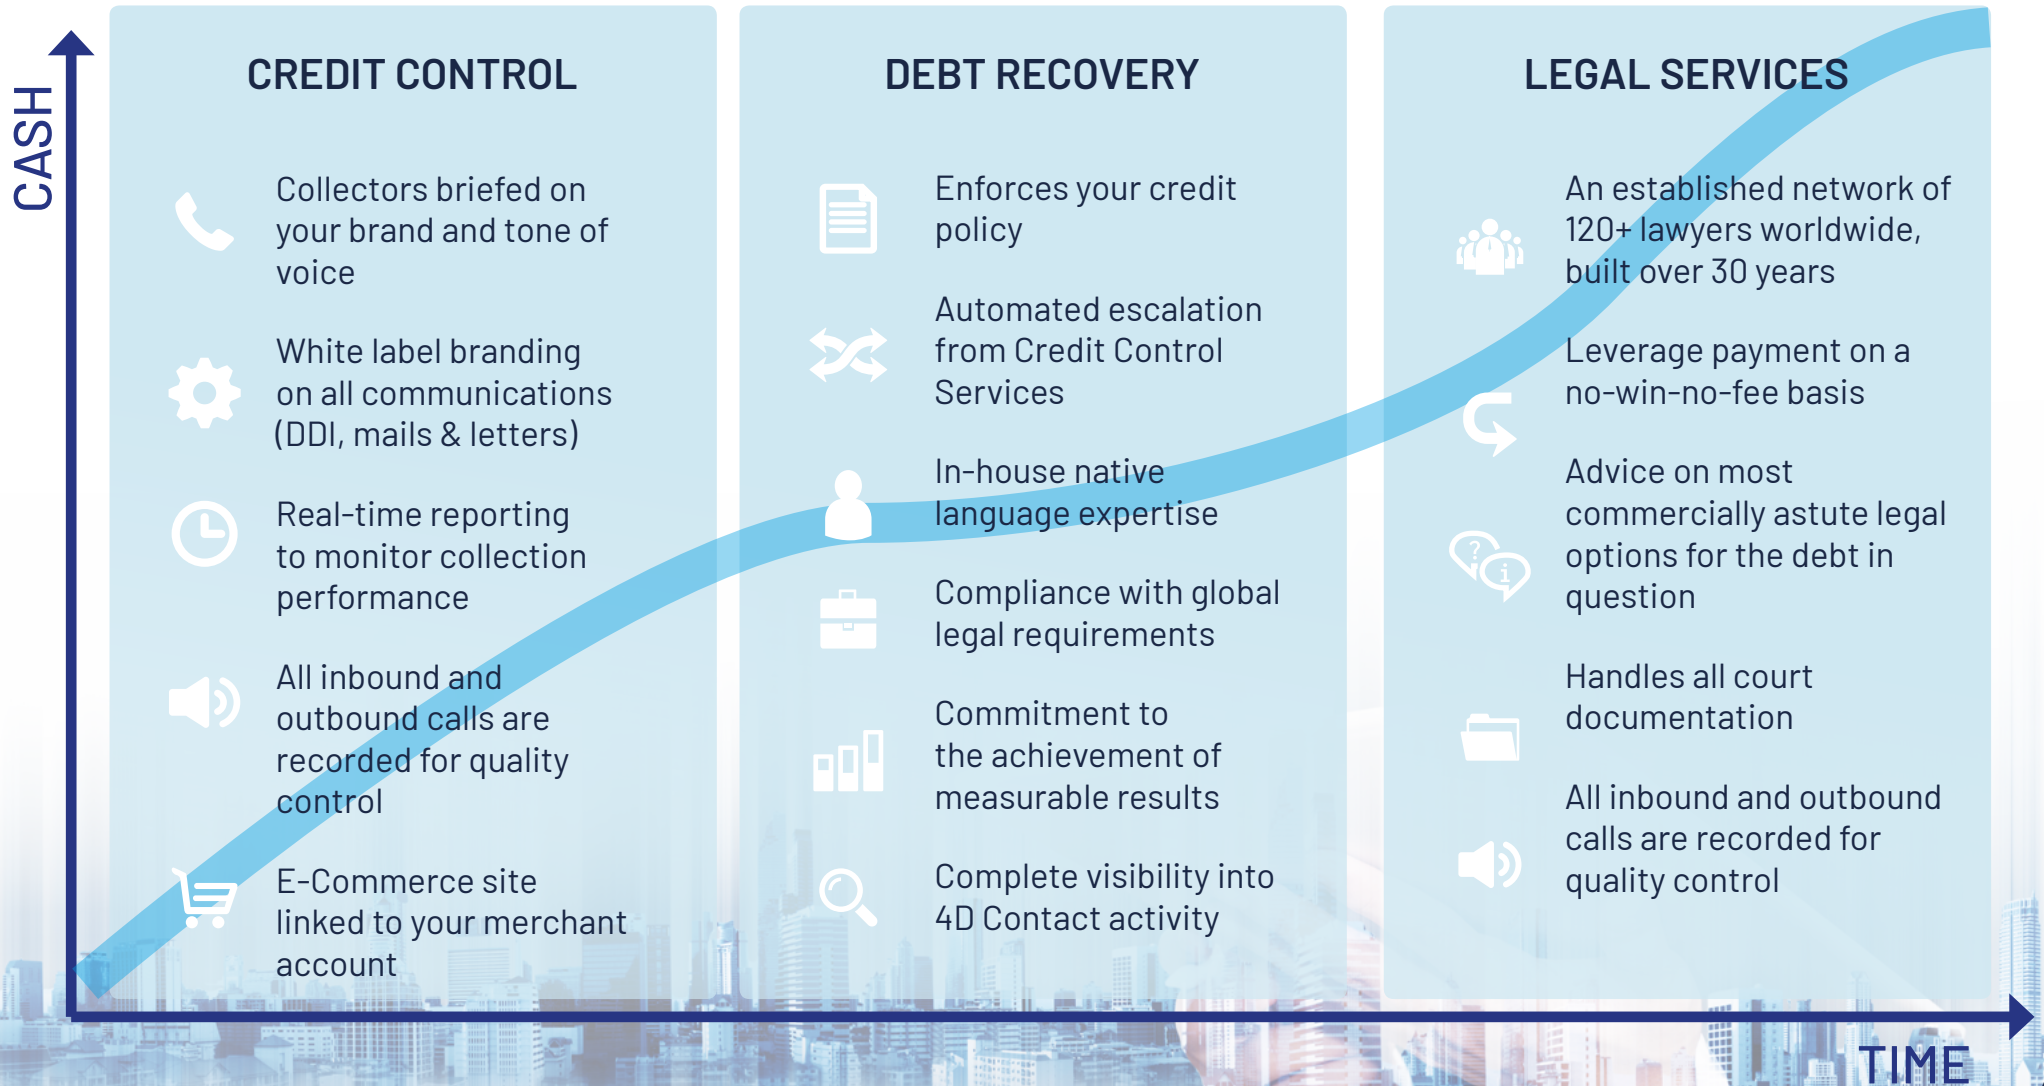 CASH
CREDIT CONTROL
Collectors briefed on
your brand and tone of
voice
White label branding
on all communications
(DDI, mails & letters)
Real-time reporting
to monitor collection
performance
All inbound and
outbound calls are
recorded for quality
control
E-Commerce site
linked to your merchant
account
DEBT RECOVERY
Enforces your credit
policy
Automated escalation
from Credit Control
Services
In-house native
language expertise
Compliance with global
legal requirements
Commitment to
the achievement of
measurable results
Complete visibility into
4D Contact activity
LEGAL SERVICES
An established network of
120+ lawyers worldwide,
built over 30 years
Leverage payment on a
no-win-no-fee basis
Advice on most
commercially astute legal
options for the debt in
question
?
i
Handles all court
documentation
All inbound and outbound
calls are recorded for
quality control
TIME